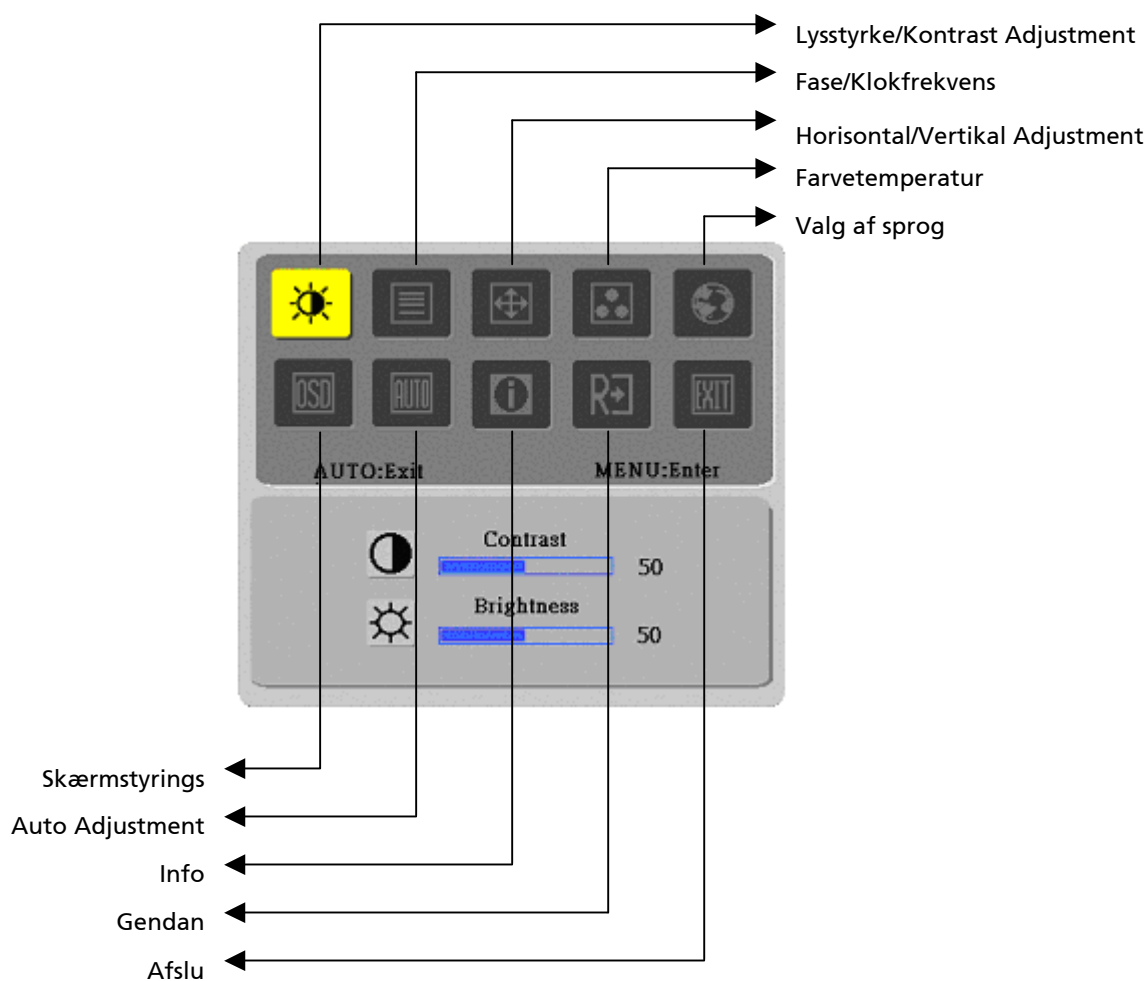 Lysstyrke/Kontrast Adjustment
Fase/Klokfrekvens
Horisontal/Vertikal Adjustment
Farvetemperatur
Valg af sprog
OSD AUTO i R EXIT
AUTO:Exit MENU:Enter
Contrast
50
Brightness
50
Skærmstyrings
Auto Adjustment
Info
Gendan
Afslu